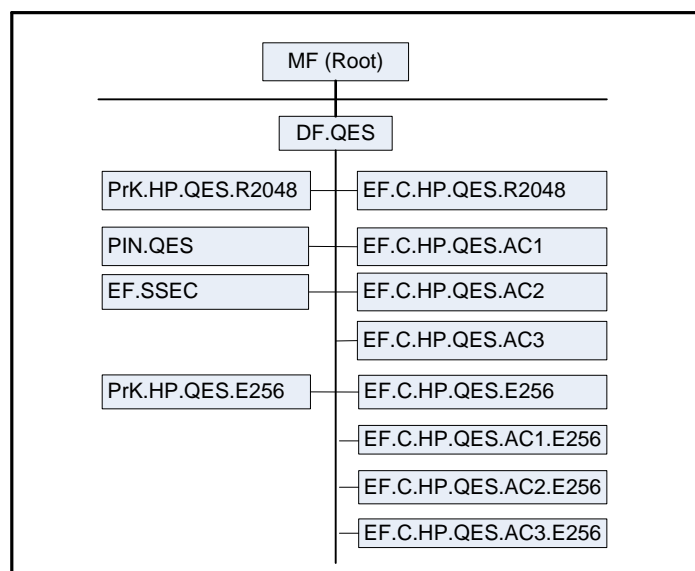 MF (Root)
DF.QES
PrK.HP.QES.R2048
EF.C.HP.QES.R2048
PIN.QES
EF.C.HP.QES.AC1
EF.SSEC
EF.C.HP.QES.AC2
EF.C.HP.QES.AC3
PrK.HP.QES.E256
EF.C.HP.QES.E256
EF.C.HP.QES.AC1.E256
EF.C.HP.QES.AC2.E256
EF.C.HP.QES.AC3.E256